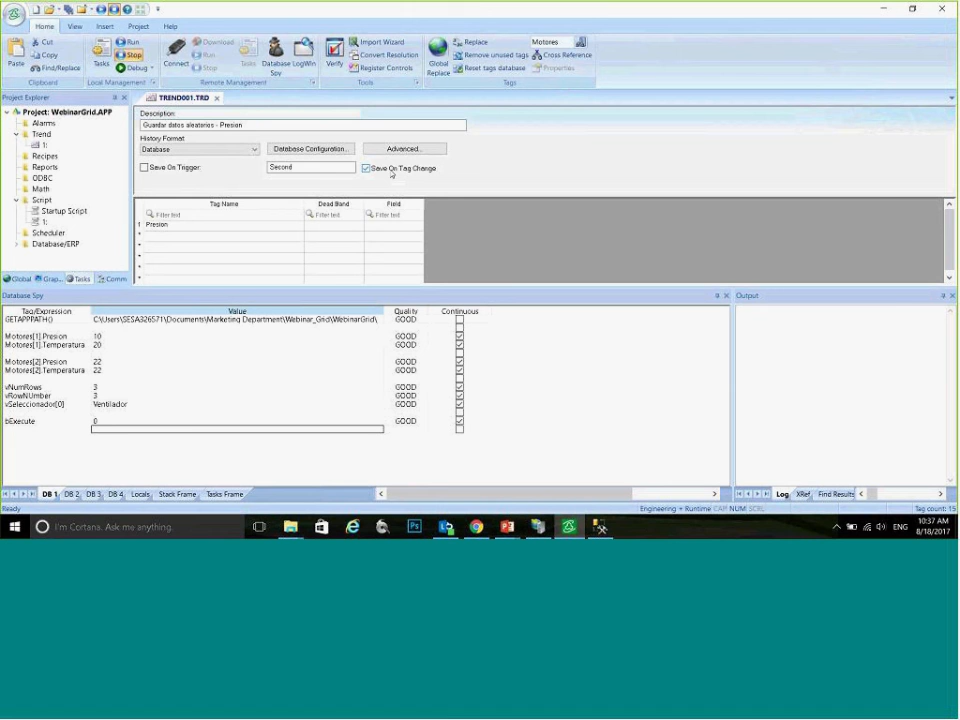 Home View Insert Project Help
Paste
Cut
Copy
Find/Replace
Clipboard
Tasks
Run
Stop
Debug
Local Management
Connect
Download
Run
Stop
Tasks
Database Spy
LogWin
Remote Management
Verify
Import Wizard
Convert Resolution
Register Controls
Tools
Global Replace
Replace
Remove unused tags
Reset tags database
Motores
Cross Reference
Properties
Tags
Project Explorer
Project: WebinarGrid.APP
Alarms
Trend
1:
Recipes
Reports
ODBC
Math
Script
Startup Script
1:
Scheduler
Database/ERP
Global Grap... Tasks Comm
TREND001.TRD
Description:
Guardar datos aleatorios - Presion
History Format
Database
Database Configuration...
Advanced...
Save On Trigger:
Second
Save On Tag Change
Tag Name Dead Band Field
Filter text Filter text Filter text
1 Presion
Database Spy
Tag/Expression Value Quality Continuous
GETAPPPATH() C:\Users\SESA326571\Documents\Marketing Department\Webinar_Grid\WebinarGrid\ GOOD
Motores[1].Presion 10 GOOD
Motores[1].Temperatura 20 GOOD
Motores[2].Presion 22 GOOD
Motores[2].Temperatura 22 GOOD
vNumRows 3 GOOD
vRowNUmber 3 GOOD
vSeleccionador[0] Ventilador GOOD
bExecute 0 GOOD
DB 1 DB 2 DB 3 DB 4 Locals Stack Frame Tasks Frame
Output
Log XRef Find Results
Ready
Engineering + Runtime CAP NUM SCRL
Tag count: 15
I'm Cortana. Ask me anything.
Ps
ENG
10:37 AM
8/18/2017